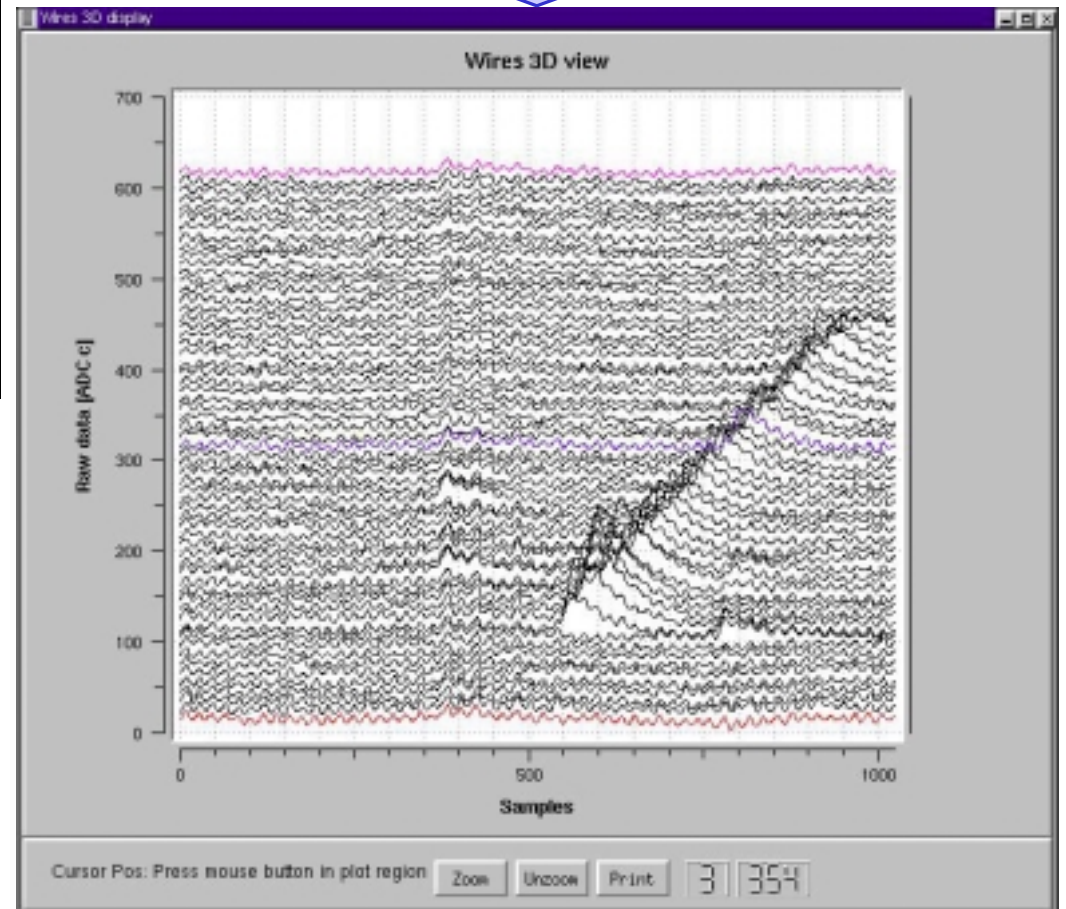 Wires 3D display
Wires 3D view
700
600
500
400
300
200
100
0
Raw data [ADC c]
0 500 1000
Samples
Cursor Pos: Press mouse button in plot region Zoom Unzoom Print 3 354